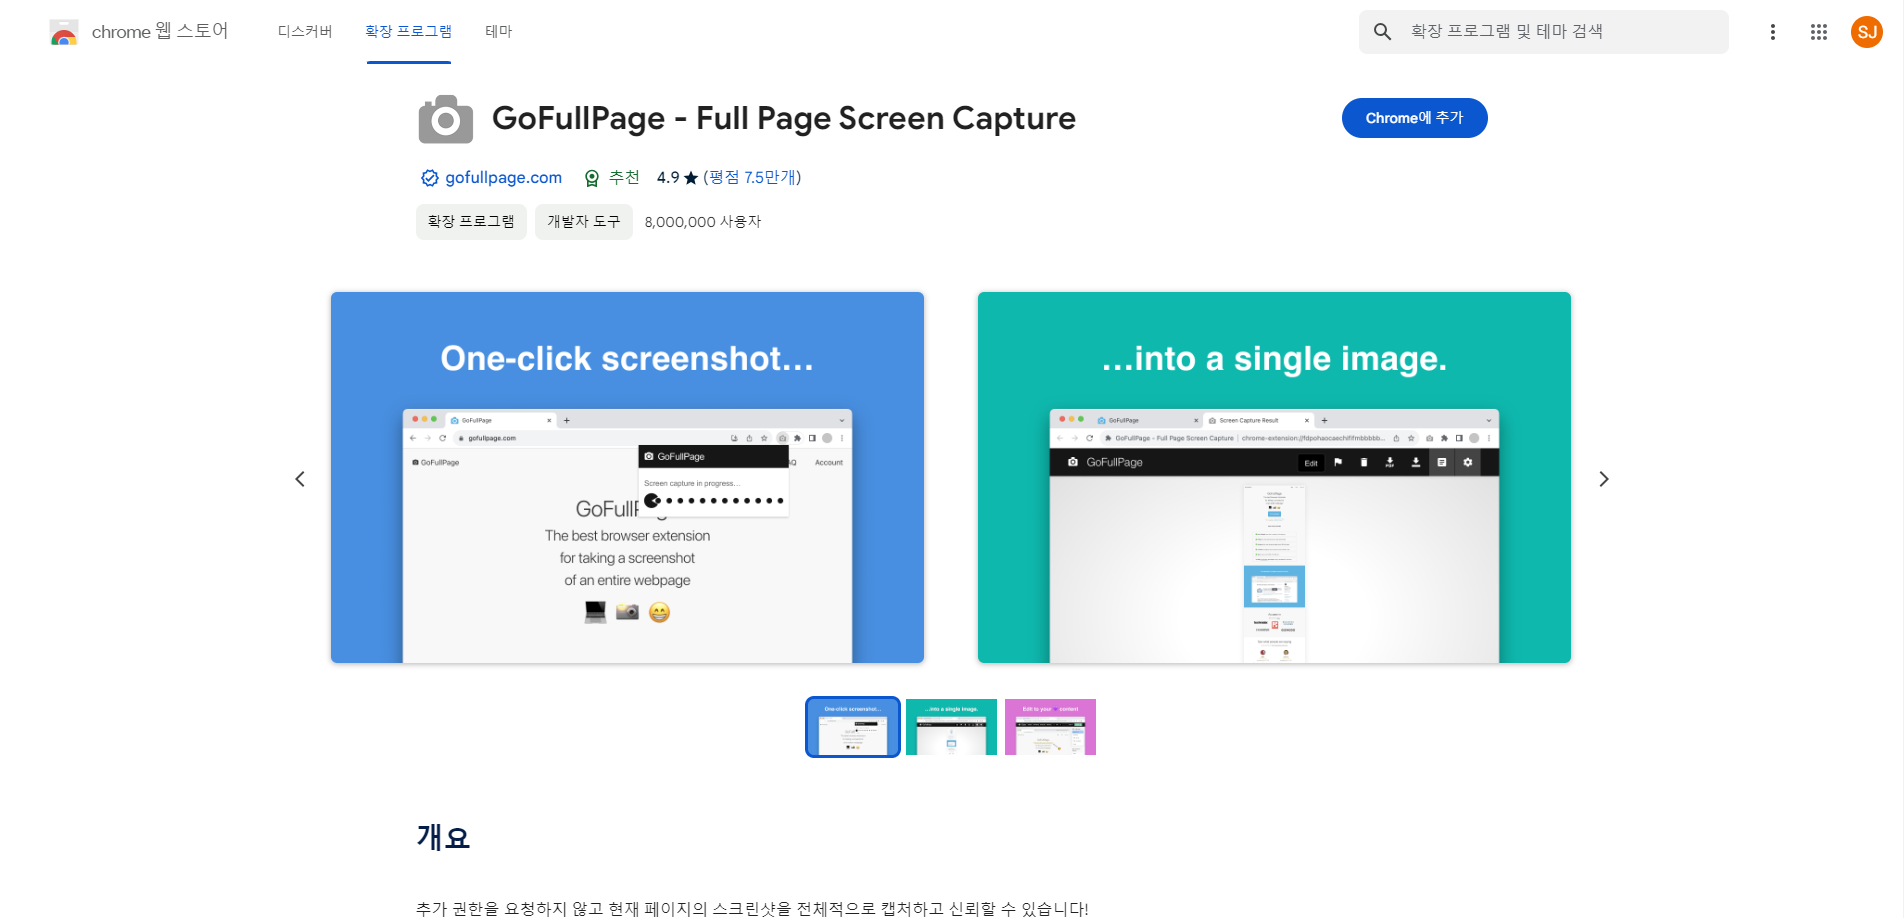 chrome 웹 스토어
디스커버
확장 프로그램
테마
확장 프로그램 및 테마 검색
SJ
GoFullPage - Full Page Screen Capture
Chrome에 추가
gofullpage.com
추천
4.9 ★ (평점 7.5만개)
확장 프로그램
개발자 도구
8,000,000 사용자
One-click screenshot...
GoFullPage
gofullpage.com
GoFullPage
Account
GoFullPage
Screen capture in progress...
The best browser extension
for taking a screenshot
of an entire webpage
...into a single image.
GoFullPage
Screen Capture Result
GoFullPage - Full Page Screen Capture
GoFullPage
Edit
One-click screenshot...
...into a single image.
개요
추가 권한을 요청하지 않고 현재 페이지의 스크린샷을 전체적으로 캡처하고 신뢰할 수 있습니다!